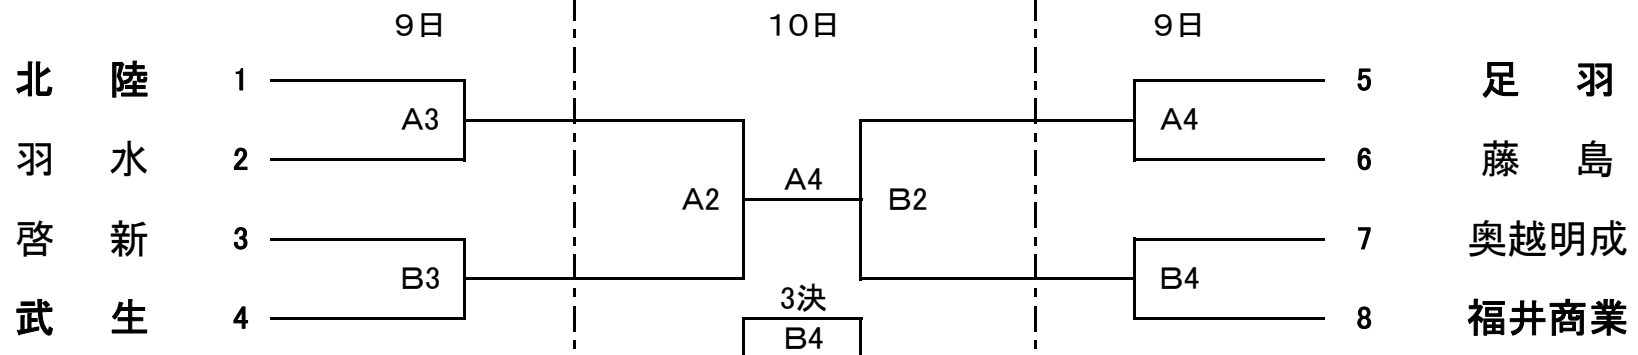 9日 10日 9日
北陸 1 5 足羽
A3 A4
羽水 2 6 藤島
A4
A2 B2
啓新 3 7 奥越明成
B3 B4
3決
武生 4 8 福井商業
B4